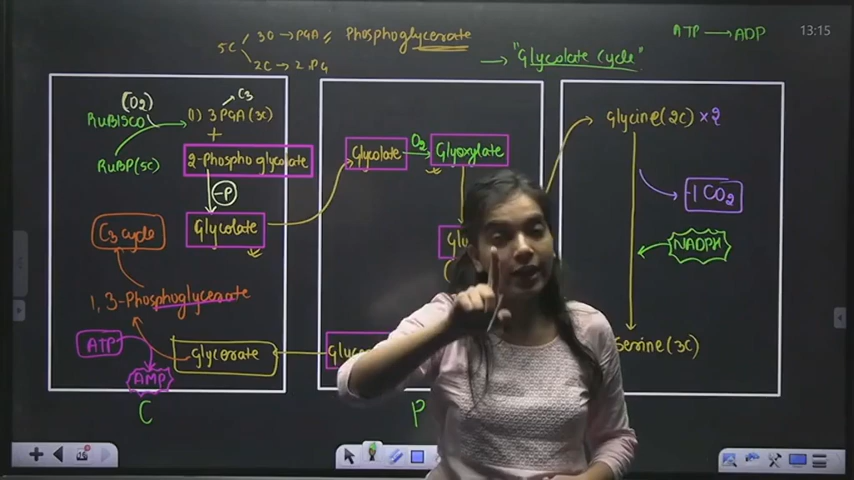 5C
3C → PGA
Phosphoglycerate
2C → 2. PG
→ "Glycolate Cycle"
ATP → ADP
13:15
RuBISCO
(O2)
C3
(1) 3 PGA (3C)
+
RuBP (5C)
2-Phosphoglycolate
-P
Glycolate
C3 cycle
1, 3-Phosphoglycerate
ATP
AMP
Glycerate
C
Glycolate
O2
Glyoxylate
P
Glycine (2C) × 2
-1 CO2
NADPH
Serine (3C)